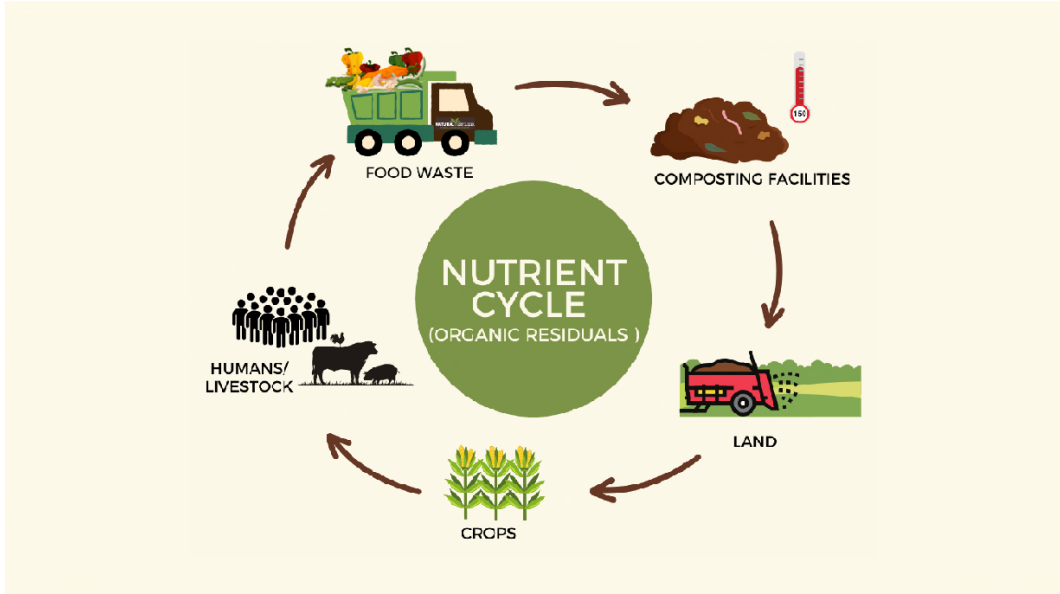 FOOD WASTE
150
COMPOSTING FACILITIES
NUTRIENT
CYCLE
(ORGANIC RESIDUALS )
HUMANS/
LIVESTOCK
LAND
CROPS